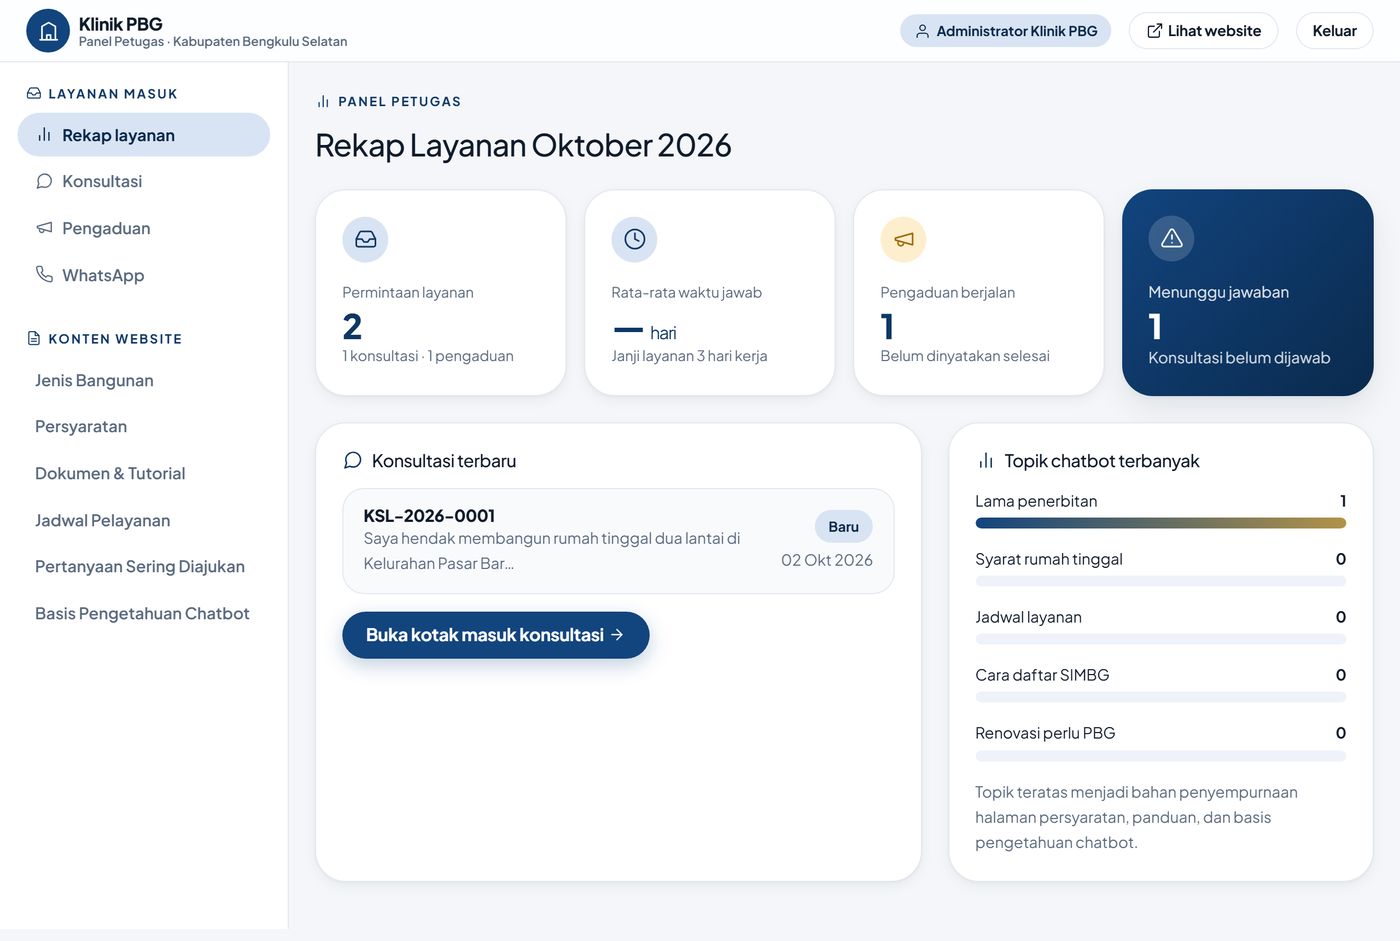 Klinik PBG
Panel Petugas · Kabupaten Bengkulu Selatan
Administrator Klinik PBG
Lihat website
Keluar
LAYANAN MASUK
Rekap layanan
Konsultasi
Pengaduan
WhatsApp
KONTEN WEBSITE
Jenis Bangunan
Persyaratan
Dokumen & Tutorial
Jadwal Pelayanan
Pertanyaan Sering Diajukan
Basis Pengetahuan Chatbot
PANEL PETUGAS
Rekap Layanan Oktober 2026
Permintaan layanan
2
1 konsultasi · 1 pengaduan
Rata-rata waktu jawab
— hari
Janji layanan 3 hari kerja
Pengaduan berjalan
1
Belum dinyatakan selesai
Menunggu jawaban
1
Konsultasi belum dijawab
Konsultasi terbaru
KSL-2026-0001
Saya hendak membangun rumah tinggal dua lantai di
Kelurahan Pasar Bar...
Baru
02 Okt 2026
Buka kotak masuk konsultasi →
Topik chatbot terbanyak
Lama penerbitan 1
Syarat rumah tinggal 0
Jadwal layanan 0
Cara daftar SIMBG 0
Renovasi perlu PBG 0
Topik teratas menjadi bahan penyempurnaan
halaman persyaratan, panduan, dan basis
pengetahuan chatbot.